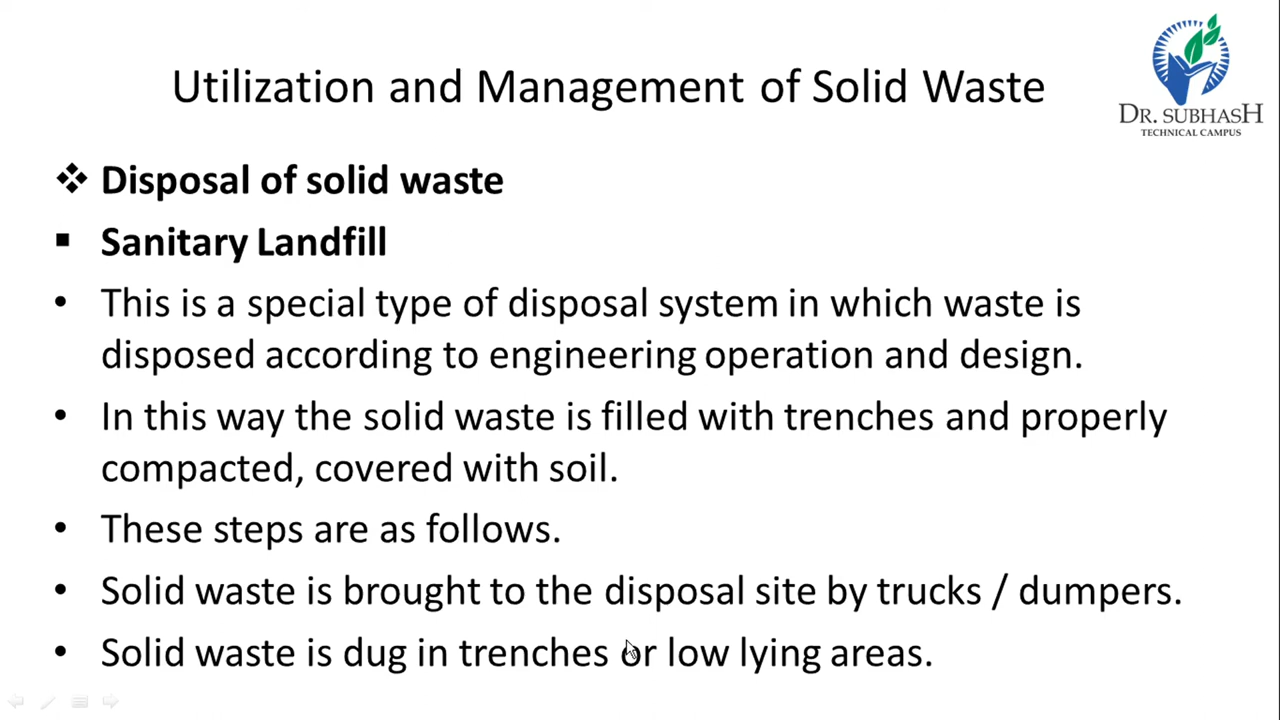 Utilization and Management of Solid Waste
DR. SUBHASH
TECHNICAL CAMPUS
❖ Disposal of solid waste
▪ Sanitary Landfill
• This is a special type of disposal system in which waste is
disposed according to engineering operation and design.
• In this way the solid waste is filled with trenches and properly
compacted, covered with soil.
• These steps are as follows.
• Solid waste is brought to the disposal site by trucks / dumpers.
• Solid waste is dug in trenches or low lying areas.